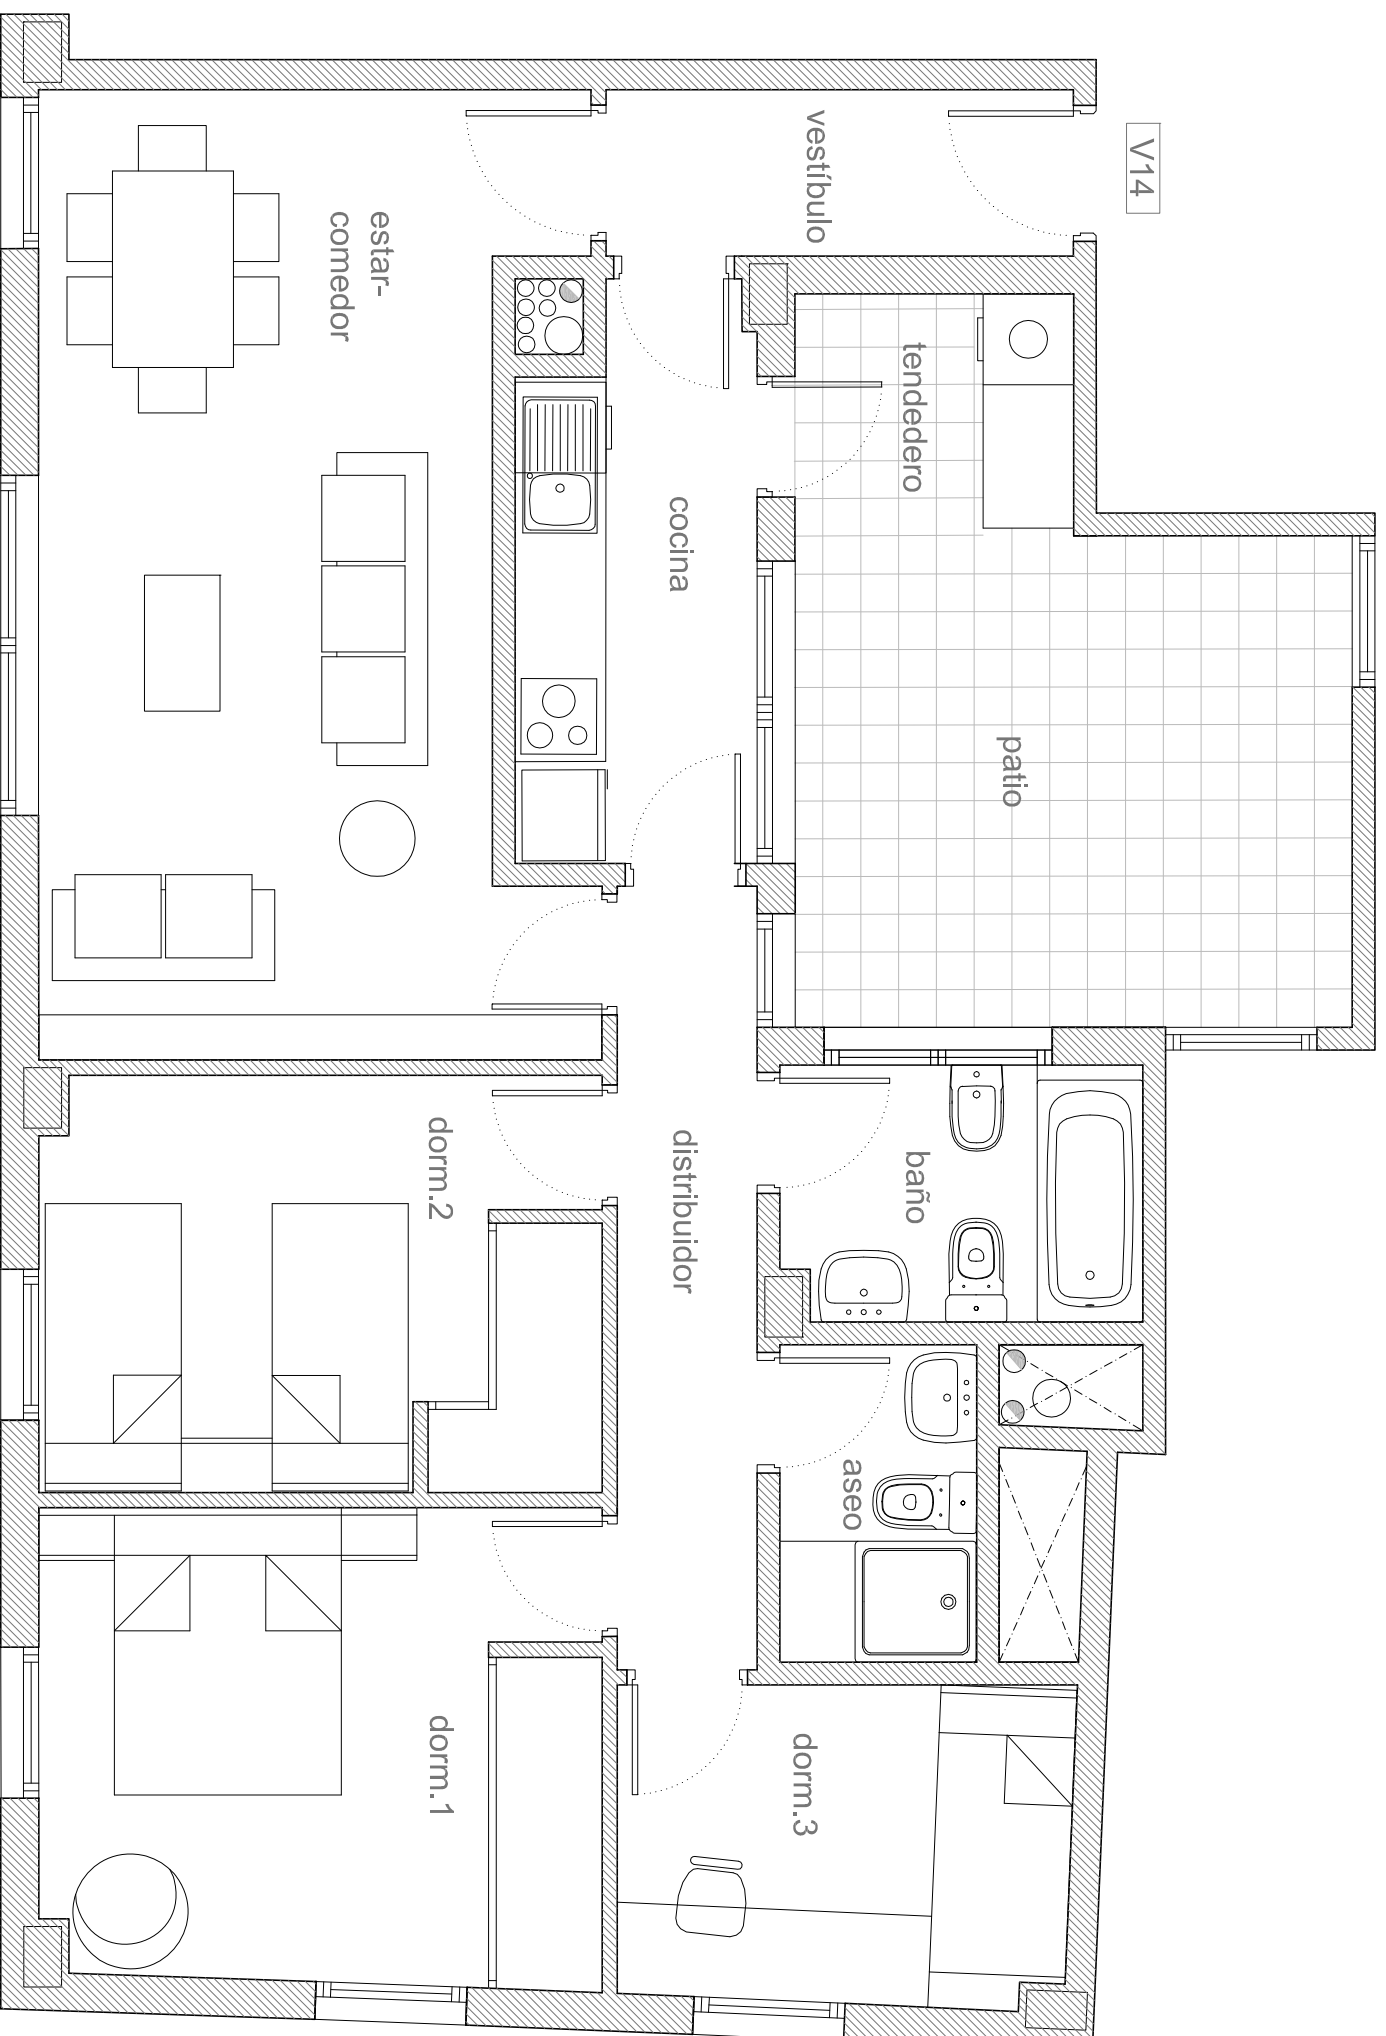 V14
vestíbulo
estar-
comedor
tendedero
cocina
patio
distribuidor
baño
dorm.2
aseo
dorm.1
dorm.3